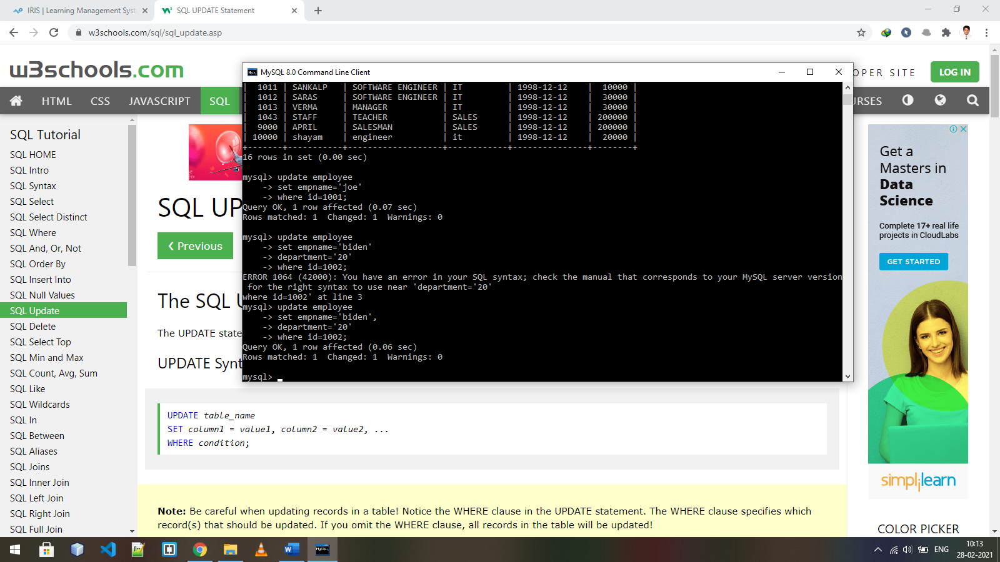 IRIS | Learning Management Syst
SQL UPDATE Statement
w3schools.com/sql/sql_update.asp
w3schools.com
OPER SITE
LOG IN
HTML
CSS
JAVASCRIPT
SQL
URSES
SQL Tutorial
SQL HOME
SQL Intro
SQL Syntax
SQL Select
SQL Select Distinct
SQL Where
SQL And, Or, Not
SQL Order By
SQL Insert Into
SQL Null Values
SQL Update
SQL Delete
SQL Select Top
SQL Min and Max
SQL Count, Avg, Sum
SQL Like
SQL Wildcards
SQL In
SQL Between
SQL Aliases
SQL Joins
SQL Inner Join
SQL Left Join
SQL Right Join
SQL Full Join
SQL UP
❮ Previous
The SQL U
The UPDATE state
UPDATE Synt
MySQL 8.0 Command Line Client
|  1011 | SANKALP   | SOFTWARE ENGINEER | IT         | 1998-12-12    |  10000 |
|  1012 | SARAS     | SOFTWARE ENGINEER | IT         | 1998-12-12    |  30000 |
|  1013 | VERMA     | MANAGER           | IT         | 1998-12-12    |  30000 |
|  1043 | STAFF     | TEACHER           | SALES      | 1998-12-12    | 200000 |
|  9000 | APRIL     | SALESMAN          | SALES      | 1998-12-12    | 200000 |
| 10000 | shayam    | engineer          | it         | 1998-12-12    |  20000 |
+-------+-----------+-------------------+------------+---------------+--------+
16 rows in set (0.00 sec)
mysql> update employee
    -> set empname='joe'
    -> where id=1001;
Query OK, 1 row affected (0.07 sec)
Rows matched: 1  Changed: 1  Warnings: 0
mysql> update employee
    -> set empname='biden'
    -> department='20'
    -> where id=1002;
ERROR 1064 (42000): You have an error in your SQL syntax; check the manual that corresponds to your MySQL server version
 for the right syntax to use near 'department='20'
where id=1002' at line 3
mysql> update employee
    -> set empname='biden',
    -> department='20'
    -> where id=1002;
Query OK, 1 row affected (0.06 sec)
Rows matched: 1  Changed: 1  Warnings: 0
mysql>
UPDATE table_name
SET column1 = value1, column2 = value2, ...
WHERE condition;
Note: Be careful when updating records in a table! Notice the WHERE clause in the UPDATE statement. The WHERE clause specifies which
record(s) that should be updated. If you omit the WHERE clause, all records in the table will be updated!
Get a
Masters in
Data
Science
Complete 17+ real life
projects in CloudLabs
GET STARTED
simplilearn
COLOR PICKER
ENG
10:13
28-02-2021